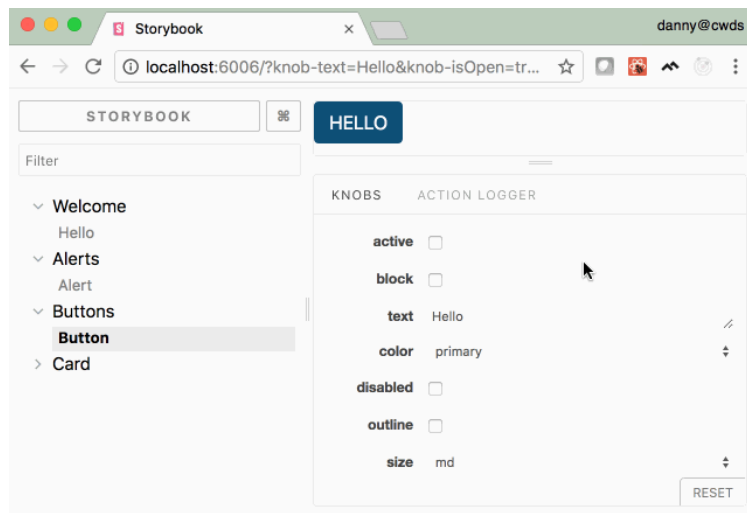 Storybook
danny@cwds
localhost:6006/?knob-text=Hello&knob-isOpen=tr...
STORYBOOK
⌘
Filter
Welcome
Hello
Alerts
Alert
Buttons
Button
Card
HELLO
KNOBS
ACTION LOGGER
active
block
text Hello
color primary
disabled
outline
size md
RESET